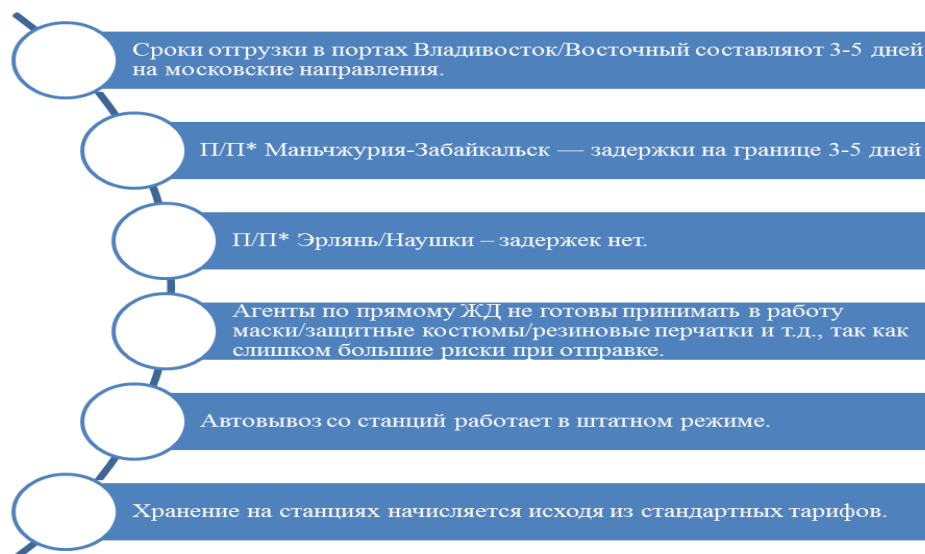 Сроки отгрузки в портах Владивосток/Восточный составляют 3-5 дней
на московские направления.
П/П* Маньчжурия-Забайкальск — задержки на границе 3-5 дней
П/П* Эрлянь/Наушки – задержек нет.
Агенты по прямому ЖД не готовы принимать в работу
маски/защитные костюмы/резиновые перчатки и т.д., так как
слишком большие риски при отправке.
Автовывоз со станций работает в штатном режиме.
Хранение на станциях начисляется исходя из стандартных тарифов.